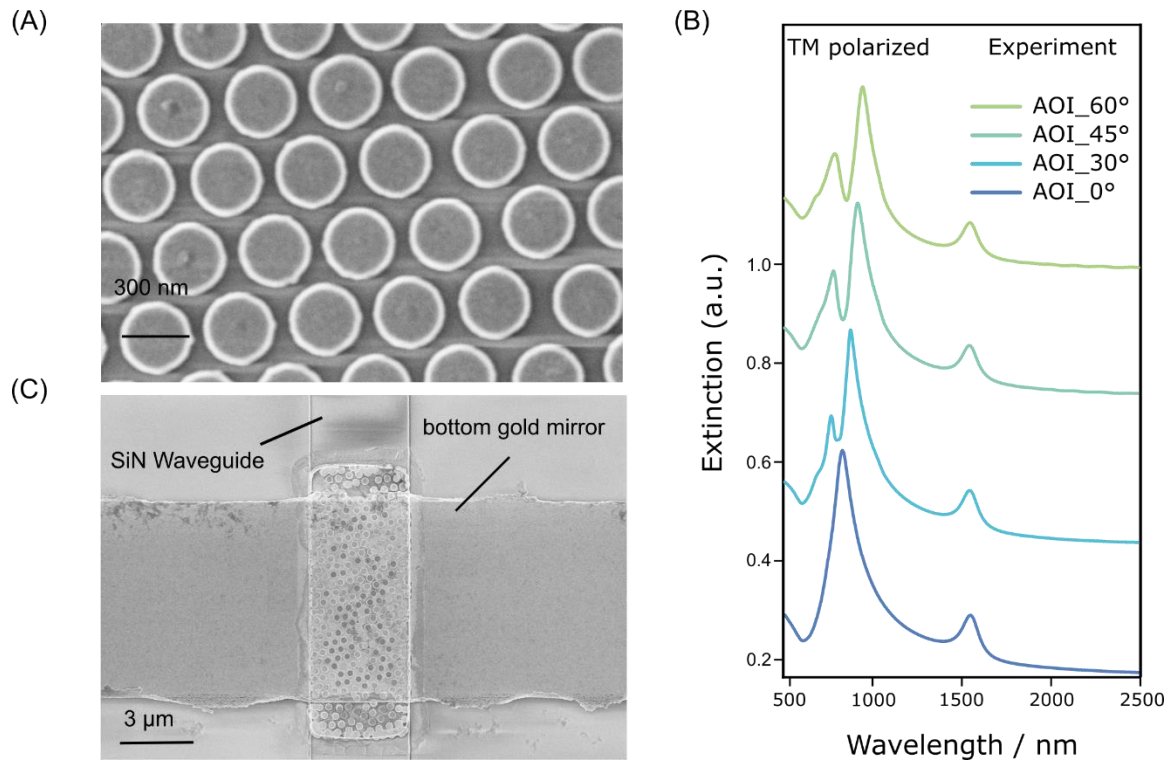 (A)
300 nm
(B)
TM polarized Experiment
AOI_60°
AOI_45°
AOI_30°
AOI_0°
Extinction (a.u.)
1.0
0.8
0.6
0.4
0.2
500 1000 1500 2000 2500
Wavelength / nm
(C)
SiN Waveguide
bottom gold mirror
3 µm